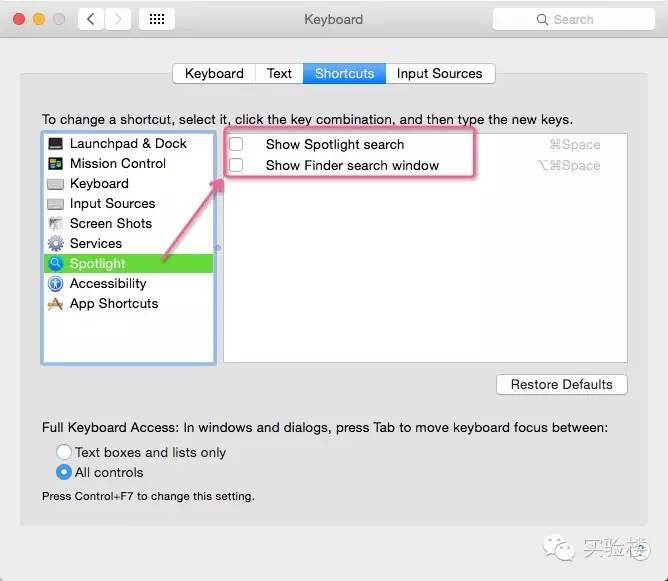 Keyboard
Search
Keyboard Text Shortcuts Input Sources
To change a shortcut, select it, click the key combination, and then type the new keys.
Launchpad & Dock
Mission Control
Keyboard
Input Sources
Screen Shots
Services
Spotlight
Accessibility
App Shortcuts
Show Spotlight search ⌘Space
Show Finder search window ⌥⌘Space
Restore Defaults
Full Keyboard Access: In windows and dialogs, press Tab to move keyboard focus between:
Text boxes and lists only
All controls
Press Control+F7 to change this setting.
?
实验楼